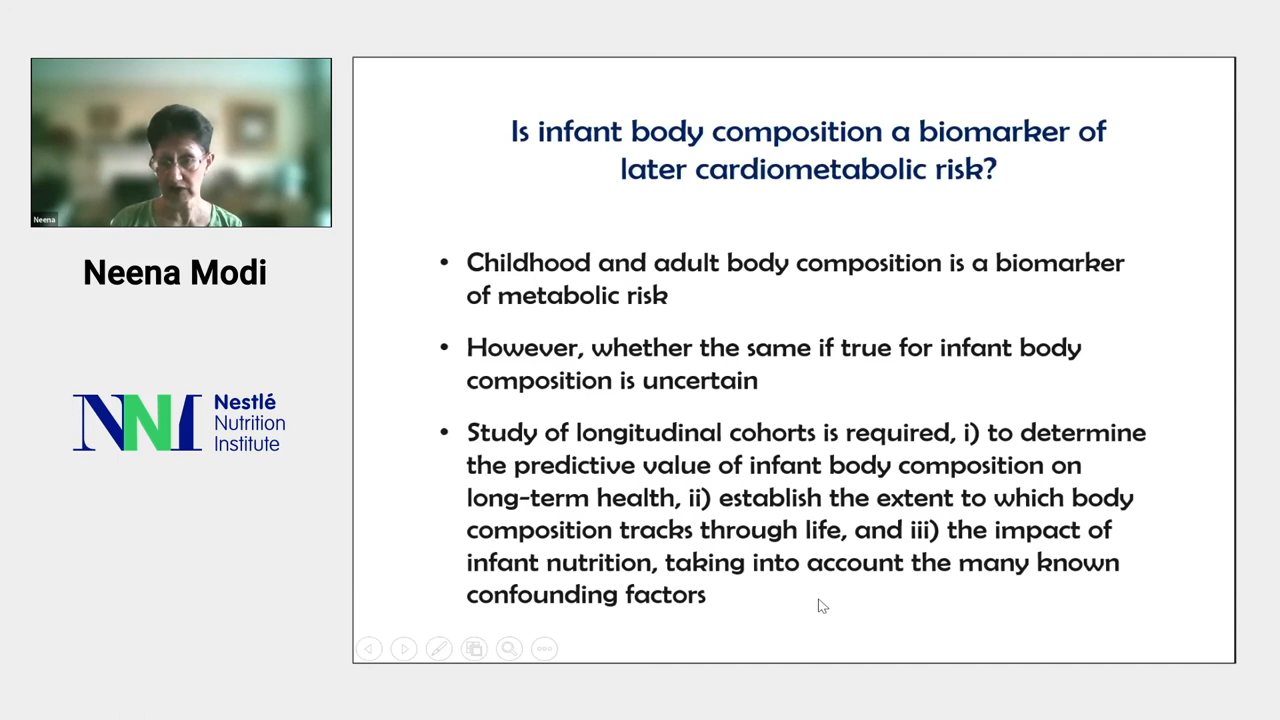 Neena
Neena Modi
NNI Nestlé
Nutrition
Institute
Is infant body composition a biomarker of
later cardiometabolic risk?
• Childhood and adult body composition is a biomarker
of metabolic risk
• However, whether the same if true for infant body
composition is uncertain
• Study of longitudinal cohorts is required, i) to determine
the predictive value of infant body composition on
long-term health, ii) establish the extent to which body
composition tracks through life, and iii) the impact of
infant nutrition, taking into account the many known
confounding factors